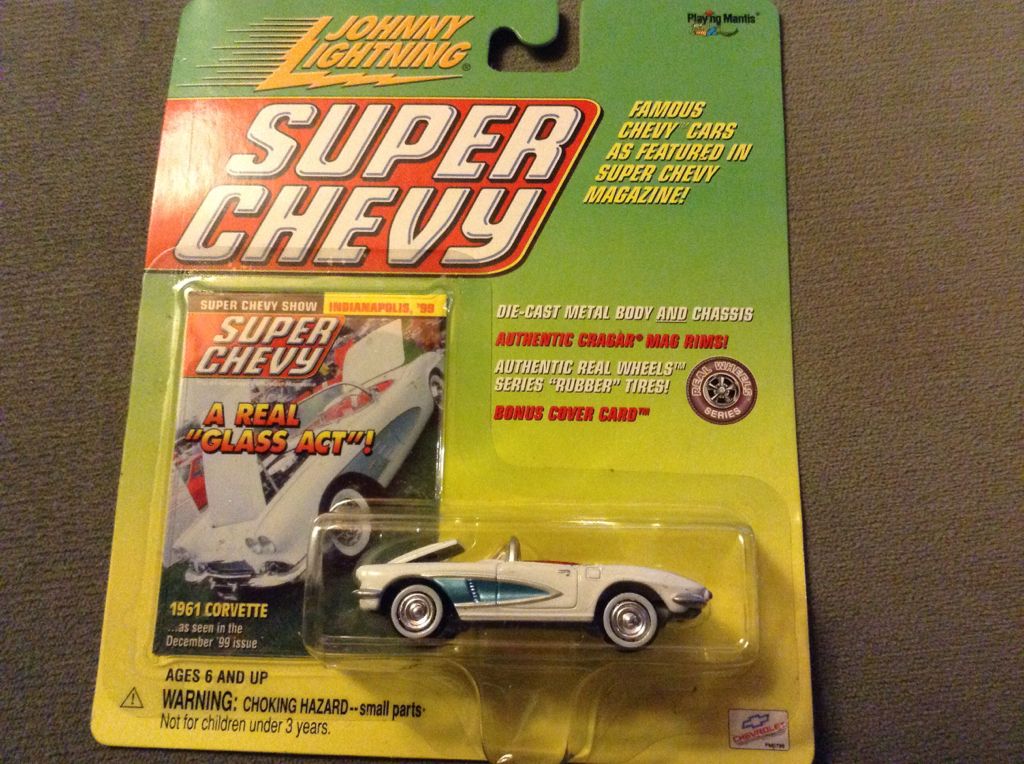 JOHNNY
LIGHTNING®
Playing Mantis™
SUPER
CHEVY
FAMOUS
CHEVY™ CARS
AS FEATURED IN
SUPER CHEVY
MAGAZINE!
SUPER CHEVY SHOW INDIANAPOLIS, '99
SUPER
CHEVY
A REAL
"GLASS ACT"!
1961 CORVETTE
...as seen in the
December '99 issue
DIE-CAST METAL BODY AND CHASSIS
AUTHENTIC CRAGAR® MAG RIMS!
AUTHENTIC REAL WHEELS™
SERIES "RUBBER" TIRES!
BONUS COVER CARD™
REAL WHEELS
SERIES
AGES 6 AND UP
WARNING: CHOKING HAZARD--small parts.
Not for children under 3 years.
CHEVROLET